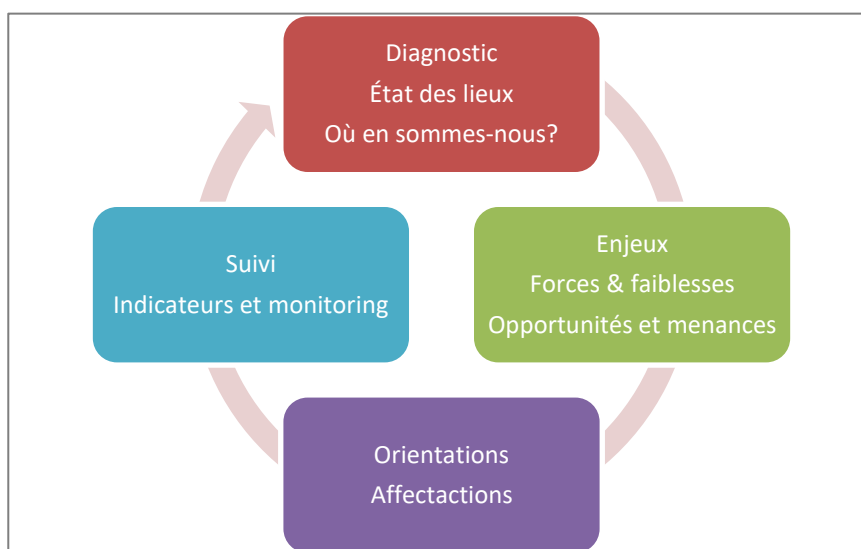 Diagnostic
État des lieux
Où en sommes-nous?
Enjeux
Forces & faiblesses
Opportunités et menances
Orientations
Affectactions
Suivi
Indicateurs et monitoring